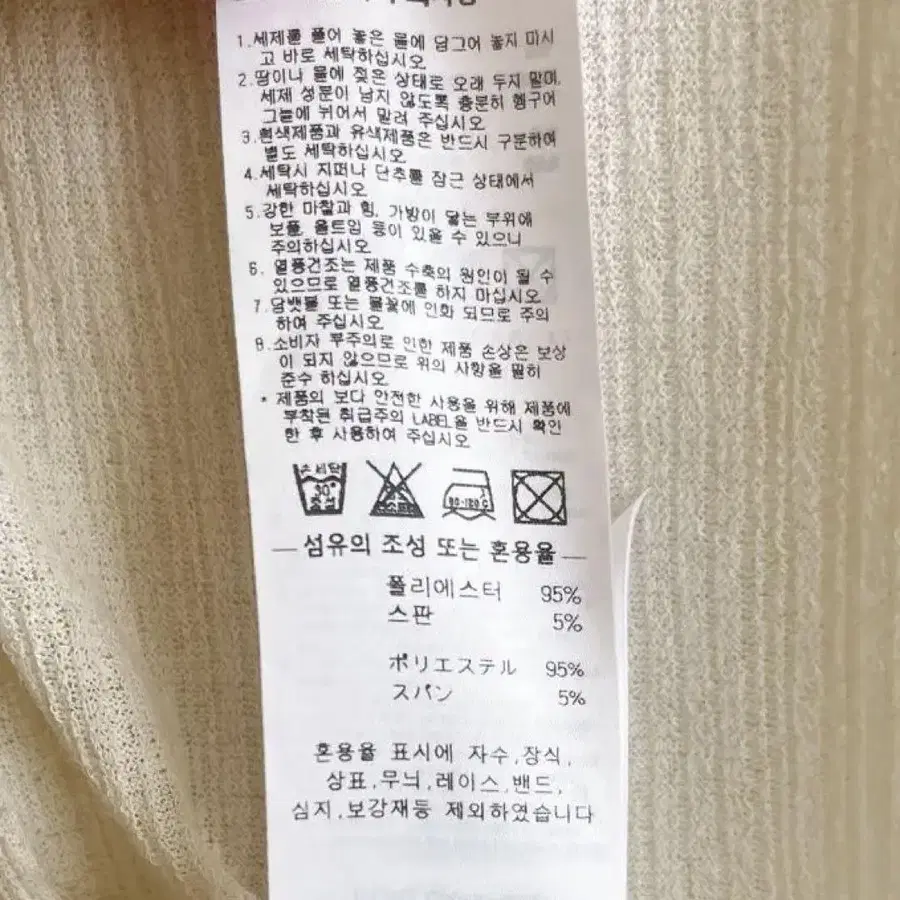 1.세제를 풀어 놓은 물에 담그어 놓지 마시
고 바로 세탁하십시오
2.땀이나 물에 젖은 상태로 오래 두지 말며,
세제 성분이 남지 않도록 충분히 헹구어
그늘에 뉘어서 말려 주십시오
3.흰색제품과 유색제품은 반드시 구분하여
별도 세탁하십시오
4.세탁시 지퍼나 단추를 잠근 상태에서
세탁하십시오
5.강한 마찰과 힘, 가방이 닿는 부위에
보풀, 올트임 등이 있을 수 있으니
주의하십시오
6. 열풍건조는 제품 수축의 원인이 될 수
있으므로 열풍건조를 하지 마십시오
7.담뱃불 또는 불꽃에 인화 되므로 주의
하여 주십시오
8.소비자 부주의로 인한 제품 손상은 보상
이 되지 않으므로 위의 사항을 필히
준수 하십시오
* 제품의 보다 안전한 사용을 위해 제품에
부착된 취급주의 LABEL을 반드시 확인
한 후 사용하여 주십시오
손세탁
30°
중성
80-120℃
섬유의 조성 또는 혼용율
폴리에스터 95%
스판 5%
ポリエステル 95%
スパン 5%
혼용율 표시에 자수,장식,
상표,무늬,레이스,밴드,
심지,보강재등 제외하였습니다